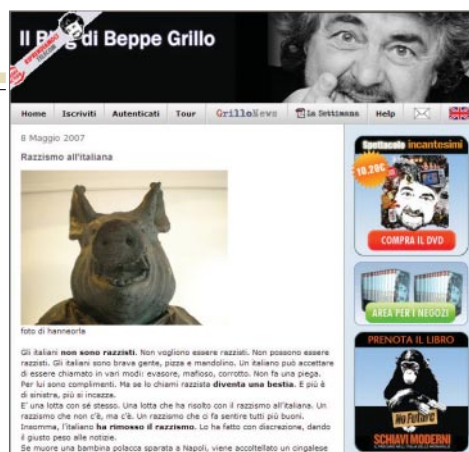 Il Blog di Beppe Grillo
RIPRENDIAMOCI
TELECOM
Home Iscriviti Autenticati Tour GrilloNews La Settimana Help
8 Maggio 2007
Razzismo all'italiana
foto di hanneorla
Gli italiani non sono razzisti. Non vogliono essere razzisti. Non possono essere
razzisti. Gli italiani sono brava gente, pizza e mandolino. Un italiano può accettare
di essere chiamato in vari modi: evasore, mafioso, corrotto. Non fa una piega.
Per lui sono complimenti. Ma se lo chiami razzista diventa una bestia. E più è
di sinistra, più si incazza.
E' una lotta con sé stesso. Una lotta che ha risolto con il razzismo all'italiana. Un
razzismo che non c'è, ma c'è. Un razzismo che ci fa sentire tutti più buoni.
Insomma, l'italiano ha rimosso il razzismo. Lo ha fatto con discrezione, dando
il giusto peso alle notizie.
Se muore una bambina polacca sparata a Napoli, viene accoltellato un cingalese
Spettacolo incantesimi
10.20€
COMPRA IL DVD
AREA PER I NEGOZI
PRENOTA IL LIBRO
NO FUTURE
SCHIAVI MODERNI